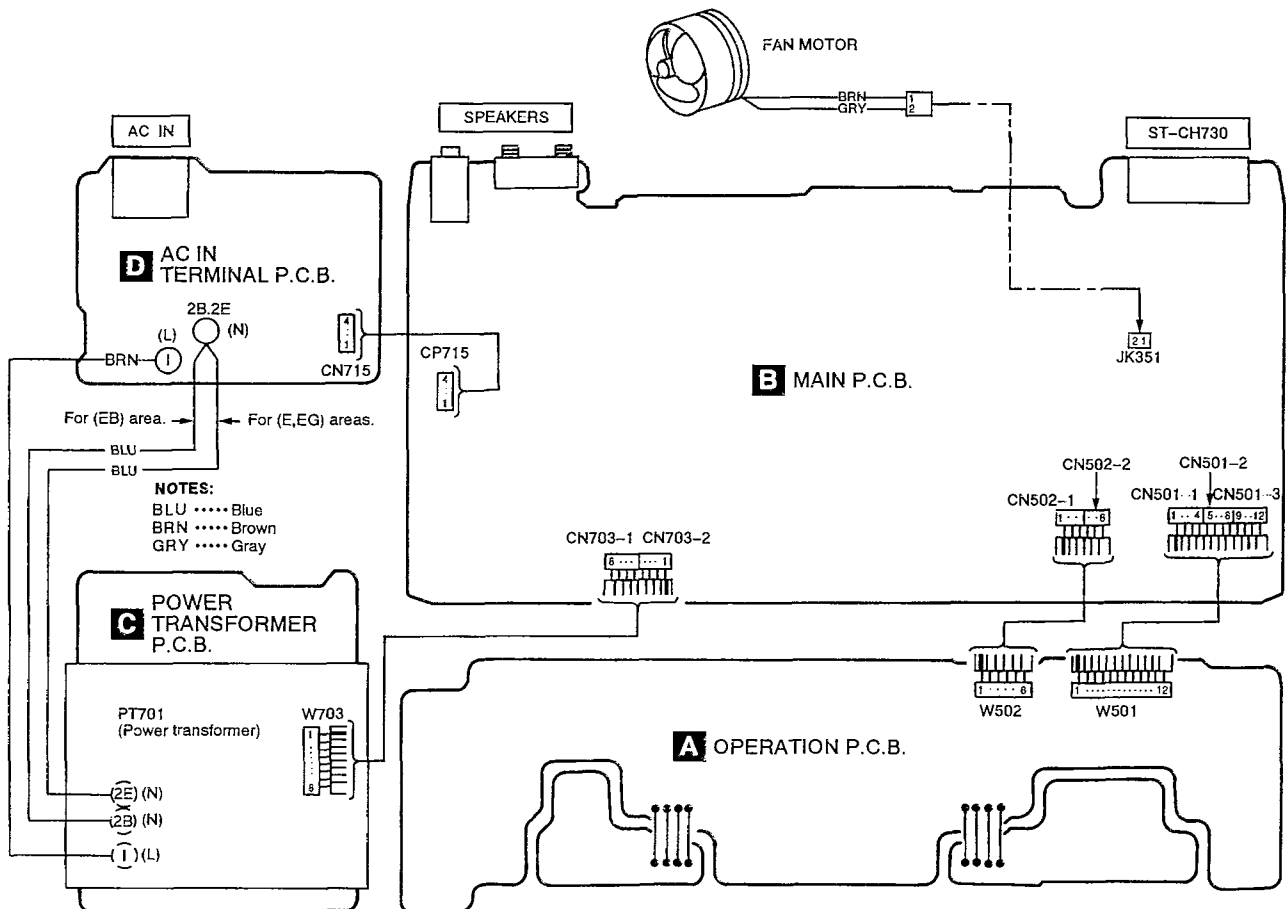 FAN MOTOR
BRN
GRY
1
2
AC IN
SPEAKERS
ST-CH730
D AC IN
TERMINAL P.C.B.
2B.2E
(L)
(N)
BRN
I
4
1
CN715
CP715
4
1
B MAIN P.C.B.
2 1
JK351
For (EB) area.
For (E,EG) areas.
BLU
BLU
NOTES:
BLU ····· Blue
BRN ····· Brown
GRY ····· Gray
CN502-2
CN501-2
CN502-1
CN501-1
CN501-3
1 ·· ·· 6
1 ·· 4 5 ·· 8 9 ·· 12
CN703-1 CN703-2
1
C POWER
TRANSFORMER
P.C.B.
PT701
(Power transformer)
W703
1
(2E) (N)
(2B) (N)
(I) (L)
1 ····
W502
1 ·············· 12
W501
A OPERATION P.C.B.